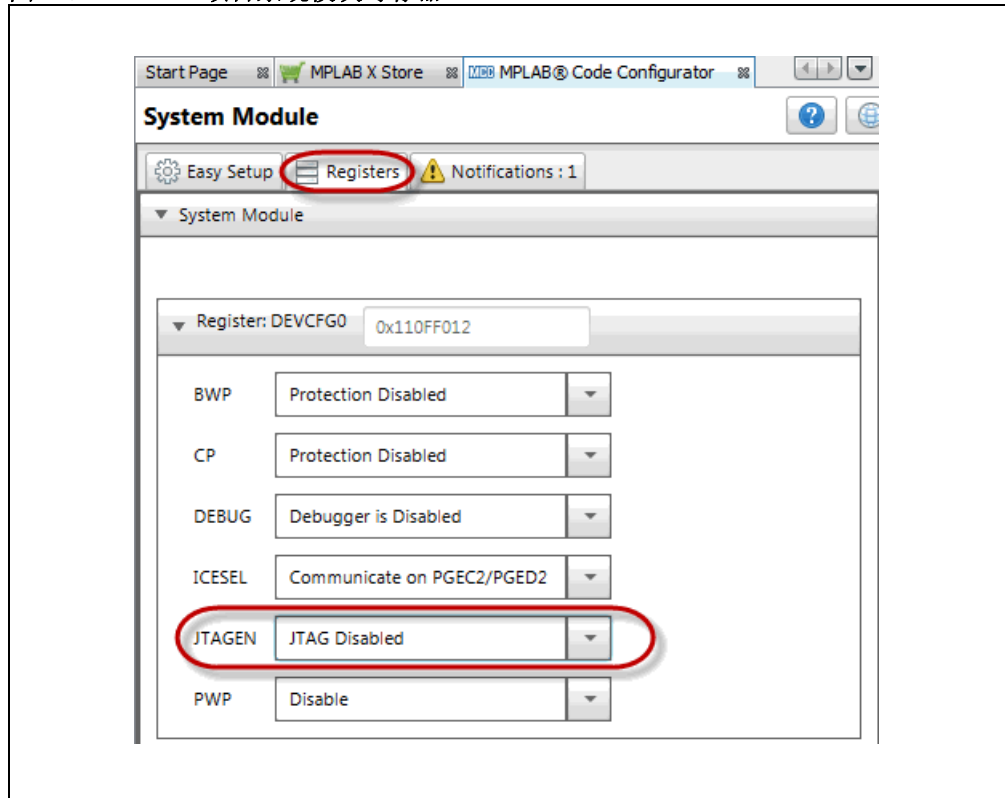 Start Page MPLAB X Store MPLAB® Code Configurator
System Module
Easy Setup Registers Notifications : 1
System Module
Register: DEVCFG0 0x110FF012
BWP Protection Disabled
CP Protection Disabled
DEBUG Debugger is Disabled
ICESEL Communicate on PGEC2/PGED2
JTAGEN JTAG Disabled
PWP Disable